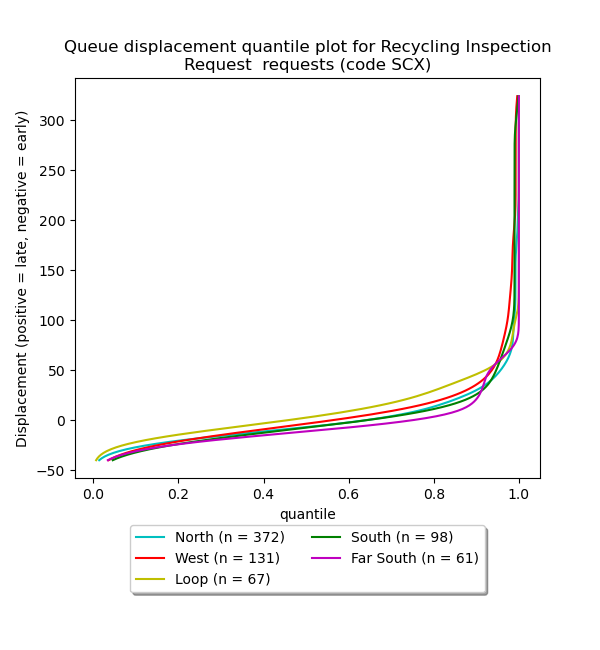 Queue displacement quantile plot for Recycling Inspection
Request  requests (code SCX)
Displacement (positive = late, negative = early)
300
250
200
150
100
50
0
−50
0.0 0.2 0.4 0.6 0.8 1.0
quantile
North (n = 372)
West (n = 131)
Loop (n = 67)
South (n = 98)
Far South (n = 61)